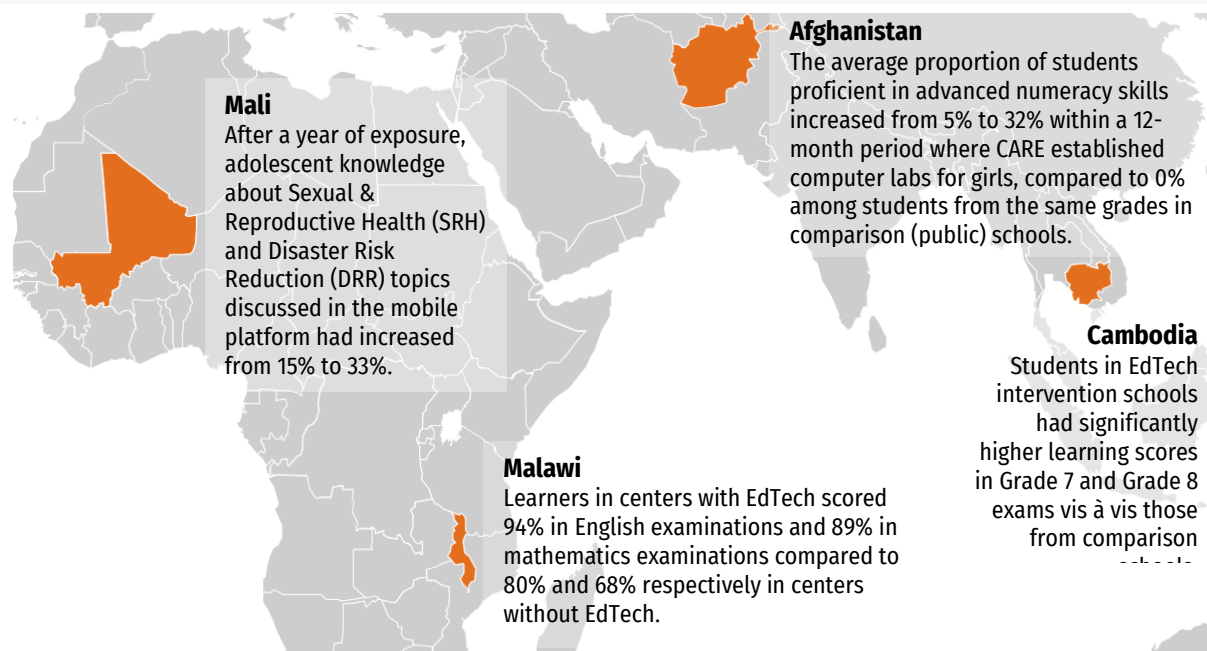 Afghanistan
The average proportion of students
proficient in advanced numeracy skills
increased from 5% to 32% within a 12-
month period where CARE established
computer labs for girls, compared to 0%
among students from the same grades in
comparison (public) schools.
Mali
After a year of exposure,
adolescent knowledge
about Sexual &
Reproductive Health (SRH)
and Disaster Risk
Reduction (DRR) topics
discussed in the mobile
platform had increased
from 15% to 33%.
Cambodia
Students in EdTech
intervention schools
had significantly
higher learning scores
in Grade 7 and Grade 8
exams vis à vis those
from comparison
Malawi
Learners in centers with EdTech scored
94% in English examinations and 89% in
mathematics examinations compared to
80% and 68% respectively in centers
without EdTech.